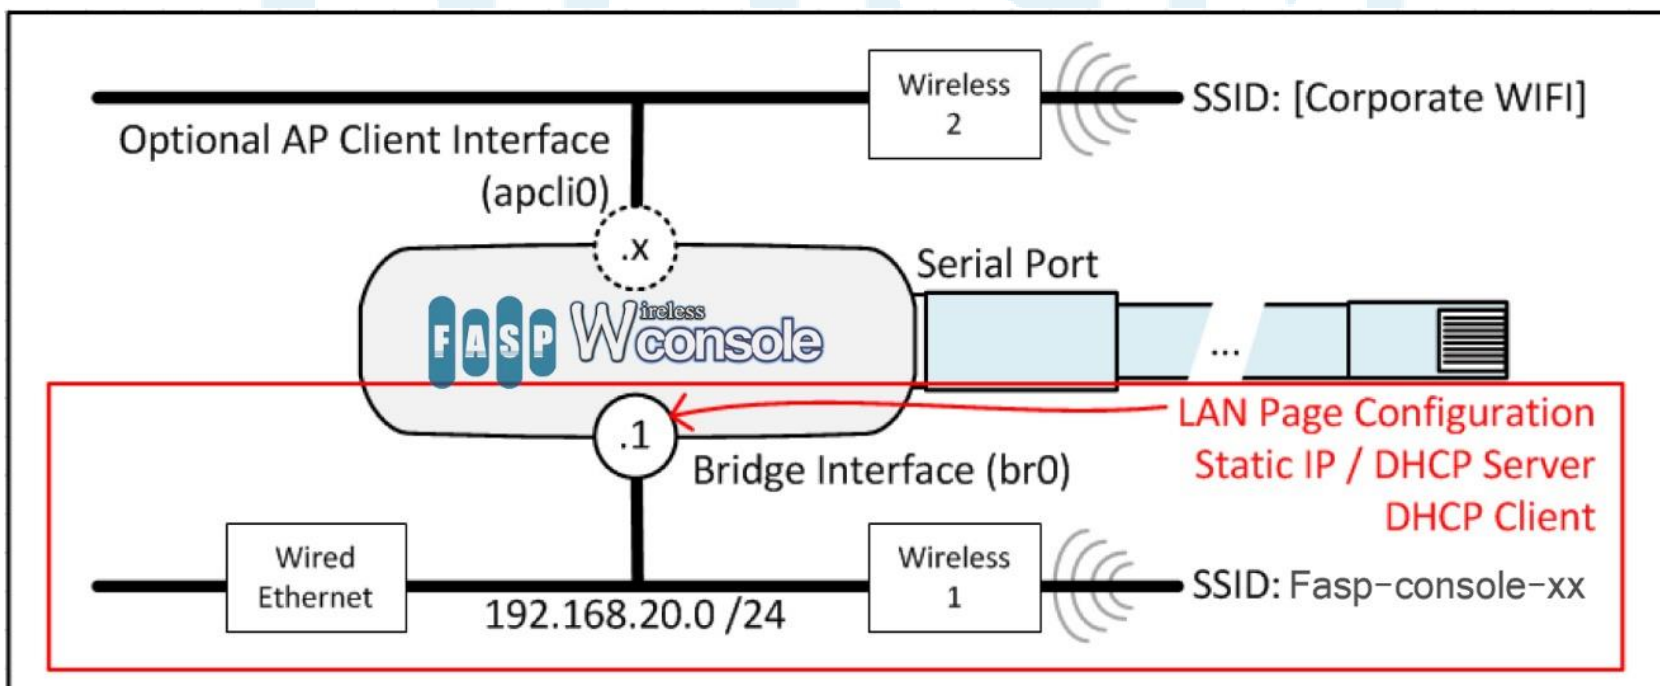 Wireless
2
SSID: [Corporate WIFI]
Optional AP Client Interface
(apcli0)
.x
Serial Port
FASP Wireless console
...
LAN Page Configuration
.1
Static IP / DHCP Server
Bridge Interface (br0)
DHCP Client
Wired
Ethernet
Wireless
1
SSID: Fasp-console-xx
192.168.20.0 /24